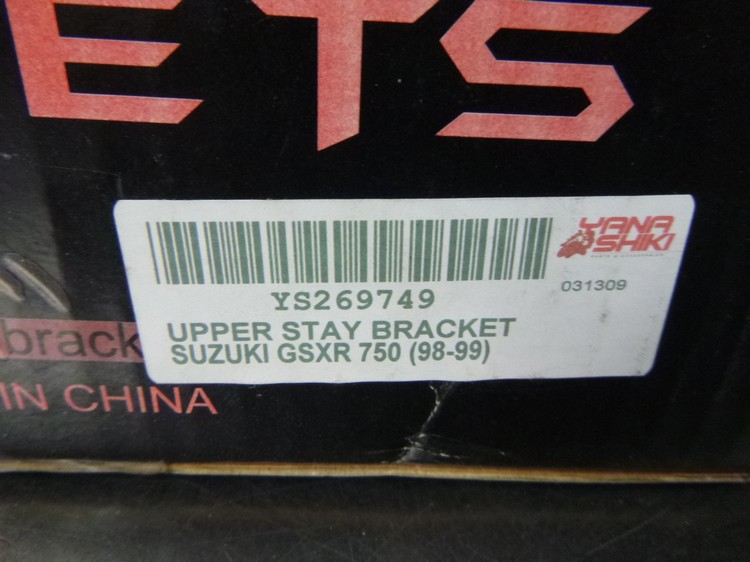 ETS
YANA
SHIKI
031309
YS269749
UPPER STAY BRACKET
SUZUKI GSXR 750 (98-99)
brack
IN CHINA